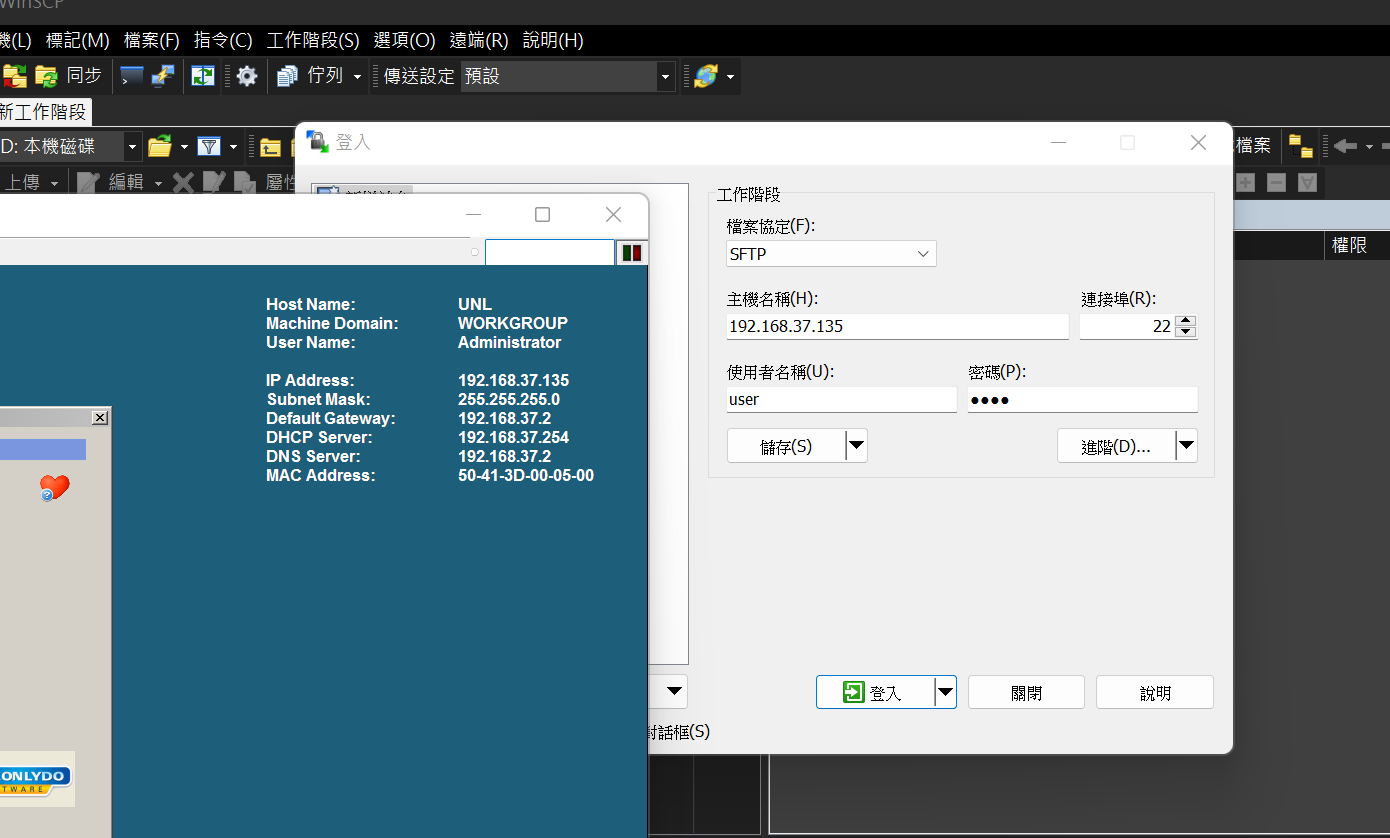 WinSCP
機(L) 標記(M) 檔案(F) 指令(C) 工作階段(S) 選項(O) 遠端(R) 說明(H)
同步 佇列 傳送設定 預設
新工作階段
D: 本機磁碟
檔案
上傳 編輯 屬性
權限
登入
工作階段
檔案協定(F):
SFTP
主機名稱(H): 連接埠(R):
192.168.37.135 22
使用者名稱(U): 密碼(P):
user ●●●●
儲存(S) 進階(D)...
登入 關閉 說明
對話框(S)
Host Name: UNL
Machine Domain: WORKGROUP
User Name: Administrator
IP Address: 192.168.37.135
Subnet Mask: 255.255.255.0
Default Gateway: 192.168.37.2
DHCP Server: 192.168.37.254
DNS Server: 192.168.37.2
MAC Address: 50-41-3D-00-05-00
ONLYDO
TWARE